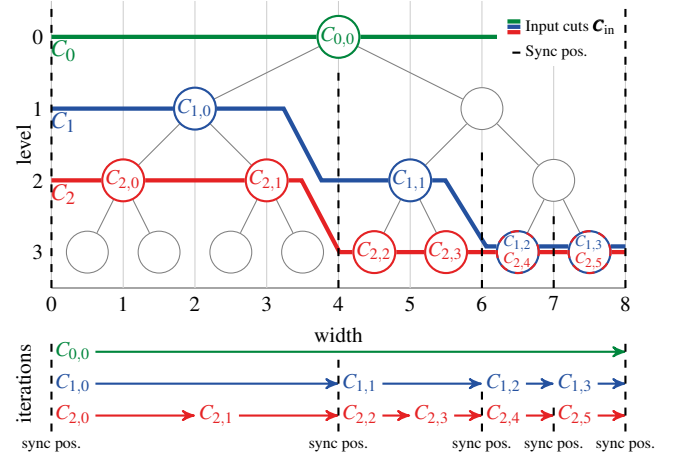 0
C0,0
Input cuts Cin
C0
Sync pos.
1
C1,0
C1
level
2
C2,0
C2,1
C1,1
C2
3
C2,2
C2,3
C1,2
C2,4
C1,3
C2,5
0 1 2 3 4 5 6 7 8
width
iterations
C0,0
C1,0 C1,1 C1,2 C1,3
C2,0 C2,1 C2,2 C2,3 C2,4 C2,5
sync pos. sync pos. sync pos. sync pos. sync pos.